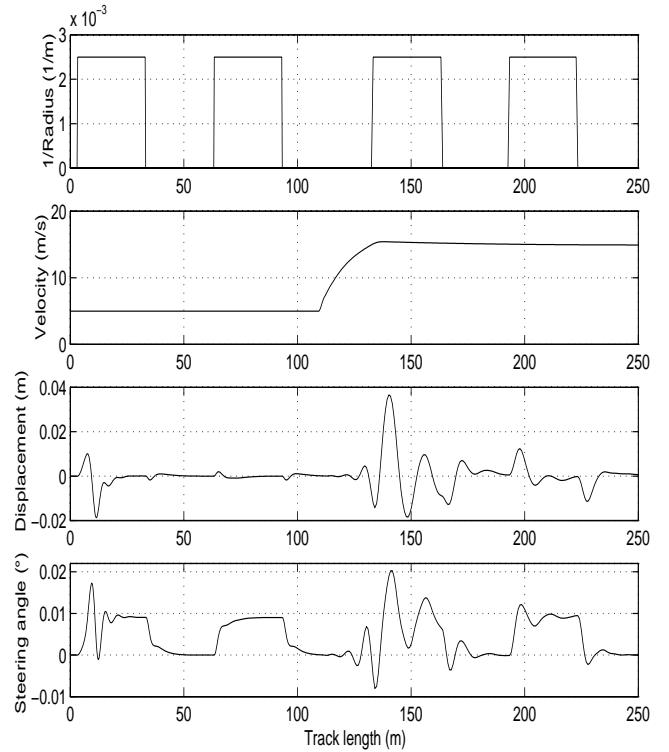 x 10⁻³
3
2
1
0
1/Radius (1/m)
0 50 100 150 200 250
20
10
0
Velocity (m/s)
0 50 100 150 200 250
0.04
0.02
0
−0.02
Displacement (m)
0 50 100 150 200 250
0.02
0.01
0
−0.01
Steering angle (°)
0 50 100 150 200 250
Track length (m)